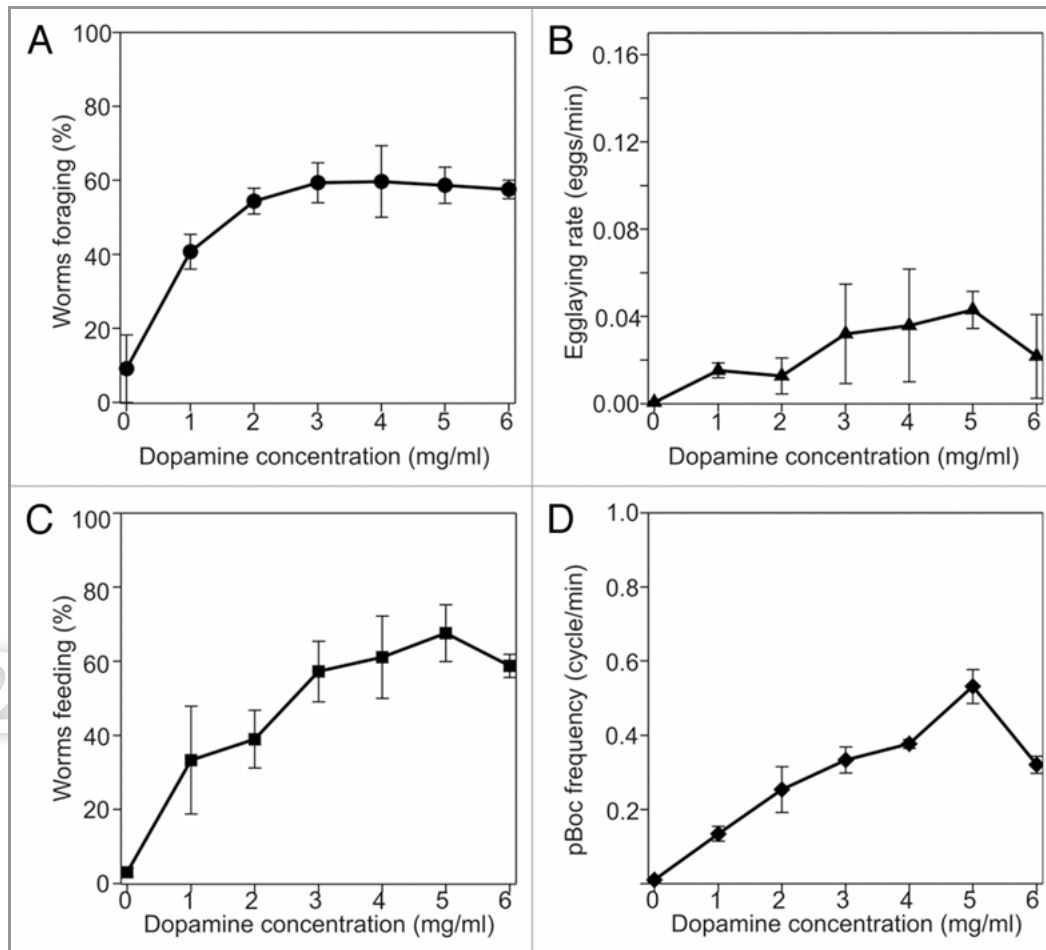 A
100
80
60
40
20
0
Worms foraging (%)
0 1 2 3 4 5 6
Dopamine concentration (mg/ml)
B
0.16
0.12
0.08
0.04
0.00
Egglaying rate (eggs/min)
0 1 2 3 4 5 6
Dopamine concentration (mg/ml)
C
100
80
60
40
20
0
Worms feeding (%)
0 1 2 3 4 5 6
Dopamine concentration (mg/ml)
D
1.0
0.8
0.6
0.4
0.2
pBoc frequency (cycle/min)
0 1 2 3 4 5 6
Dopamine concentration (mg/ml)